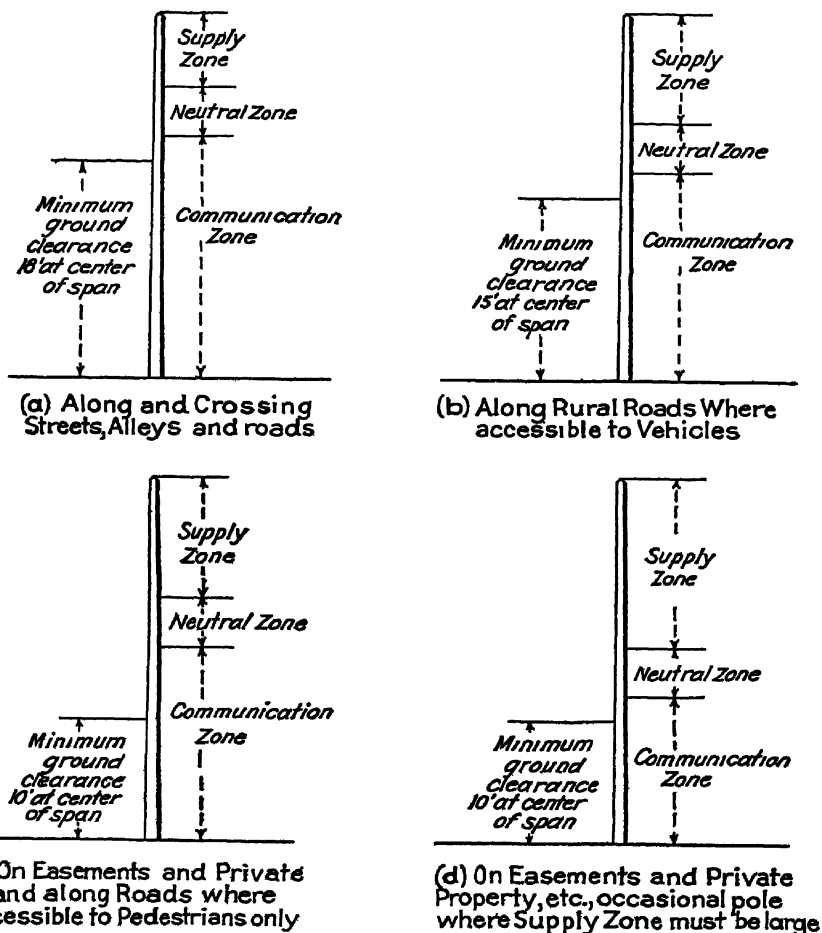 Supply
Zone
Neutral Zone
Communication
Zone
Minimum
ground
clearance
18' at center
of span
(a) Along and Crossing
Streets, Alleys and roads
Supply
Zone
Neutral Zone
Communication
Zone
Minimum
ground
clearance
15' at center
of span
(b) Along Rural Roads Where
accessible to Vehicles
Supply
Zone
Neutral Zone
Communication
Zone
Minimum
ground
clearance
10' at center
of span
On Easements and Private
and along Roads where
cessible to Pedestrians only
Supply
Zone
Neutral Zone
Communication
Zone
Minimum
ground
clearance
10' at center
of span
(d) On Easements and Private
Property, etc., occasional pole
where Supply Zone must be large